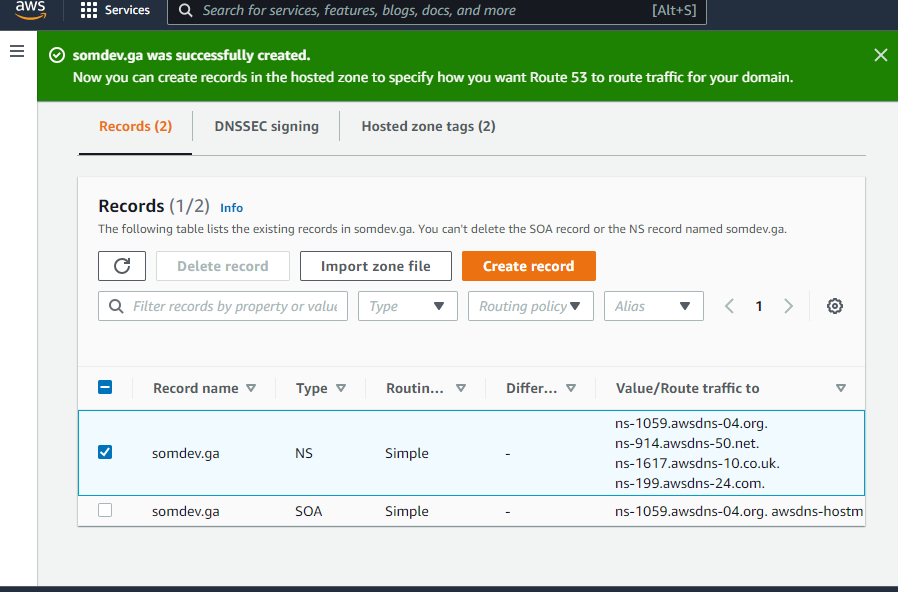 aws
Services
Search for services, features, blogs, docs, and more
[Alt+S]
somdev.ga was successfully created.
Now you can create records in the hosted zone to specify how you want Route 53 to route traffic for your domain.
Records (2)
DNSSEC signing
Hosted zone tags (2)
Records (1/2) Info
The following table lists the existing records in somdev.ga. You can't delete the SOA record or the NS record named somdev.ga.
Delete record
Import zone file
Create record
Filter records by property or value
Type
Routing policy
Alias
1
Record name
Type
Routin...
Differ...
Value/Route traffic to
somdev.ga
NS
Simple
-
ns-1059.awsdns-04.org.
ns-914.awsdns-50.net.
ns-1617.awsdns-10.co.uk.
ns-199.awsdns-24.com.
somdev.ga
SOA
Simple
-
ns-1059.awsdns-04.org. awsdns-hostm